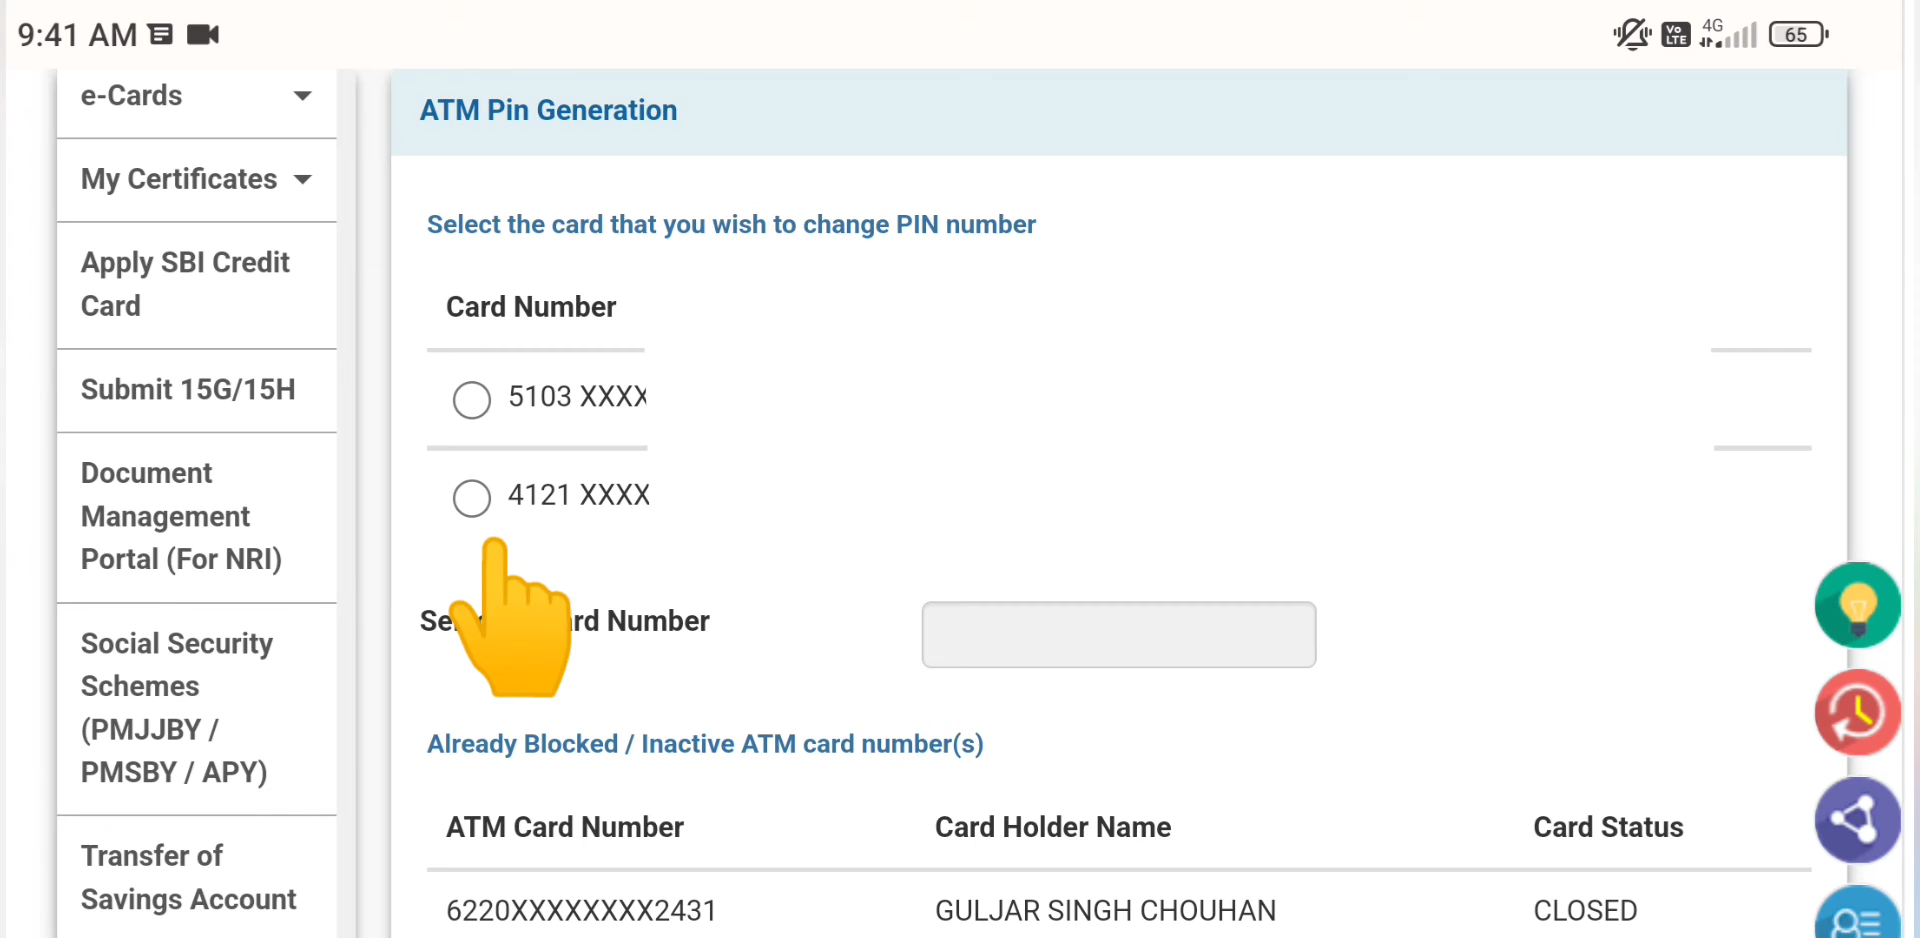 9:41 AM
Vo LTE 4G 65
e-Cards
My Certificates
Apply SBI Credit
Card
Submit 15G/15H
Document
Management
Portal (For NRI)
Social Security
Schemes
(PMJJBY /
PMSBY / APY)
Transfer of
Savings Account
ATM Pin Generation
Select the card that you wish to change PIN number
Card Number
5103 XXXX
4121 XXXX
rd Number
Already Blocked / Inactive ATM card number(s)
ATM Card Number Card Holder Name Card Status
6220XXXXXXXX2431 GULJAR SINGH CHOUHAN CLOSED